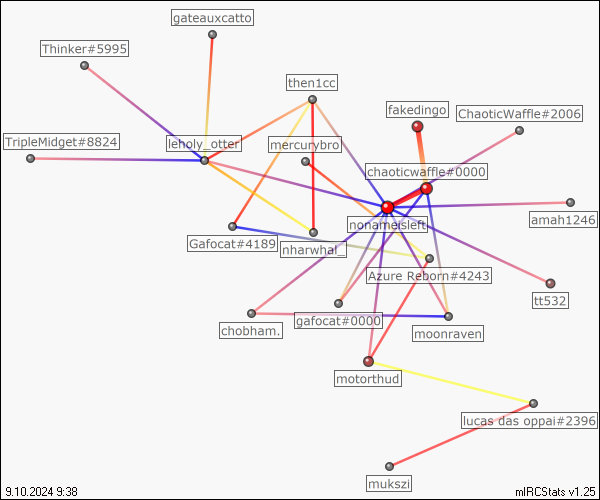 gateauxcatto
Thinker#5995
then1cc
fakedingo
ChaoticWaffle#2006
TripleMidget#8824
leholy_otter
mercurybro
chaoticwaffle#0000
nonameisleft
amah1246
Gafocat#4189
nharwhal_
Azure Reborn#4243
tt532
chobham.
gafocat#0000
moonraven
motorthud
lucas das oppai#2396
mukszi
9.10.2024 9:38
mIRCStats v1.25